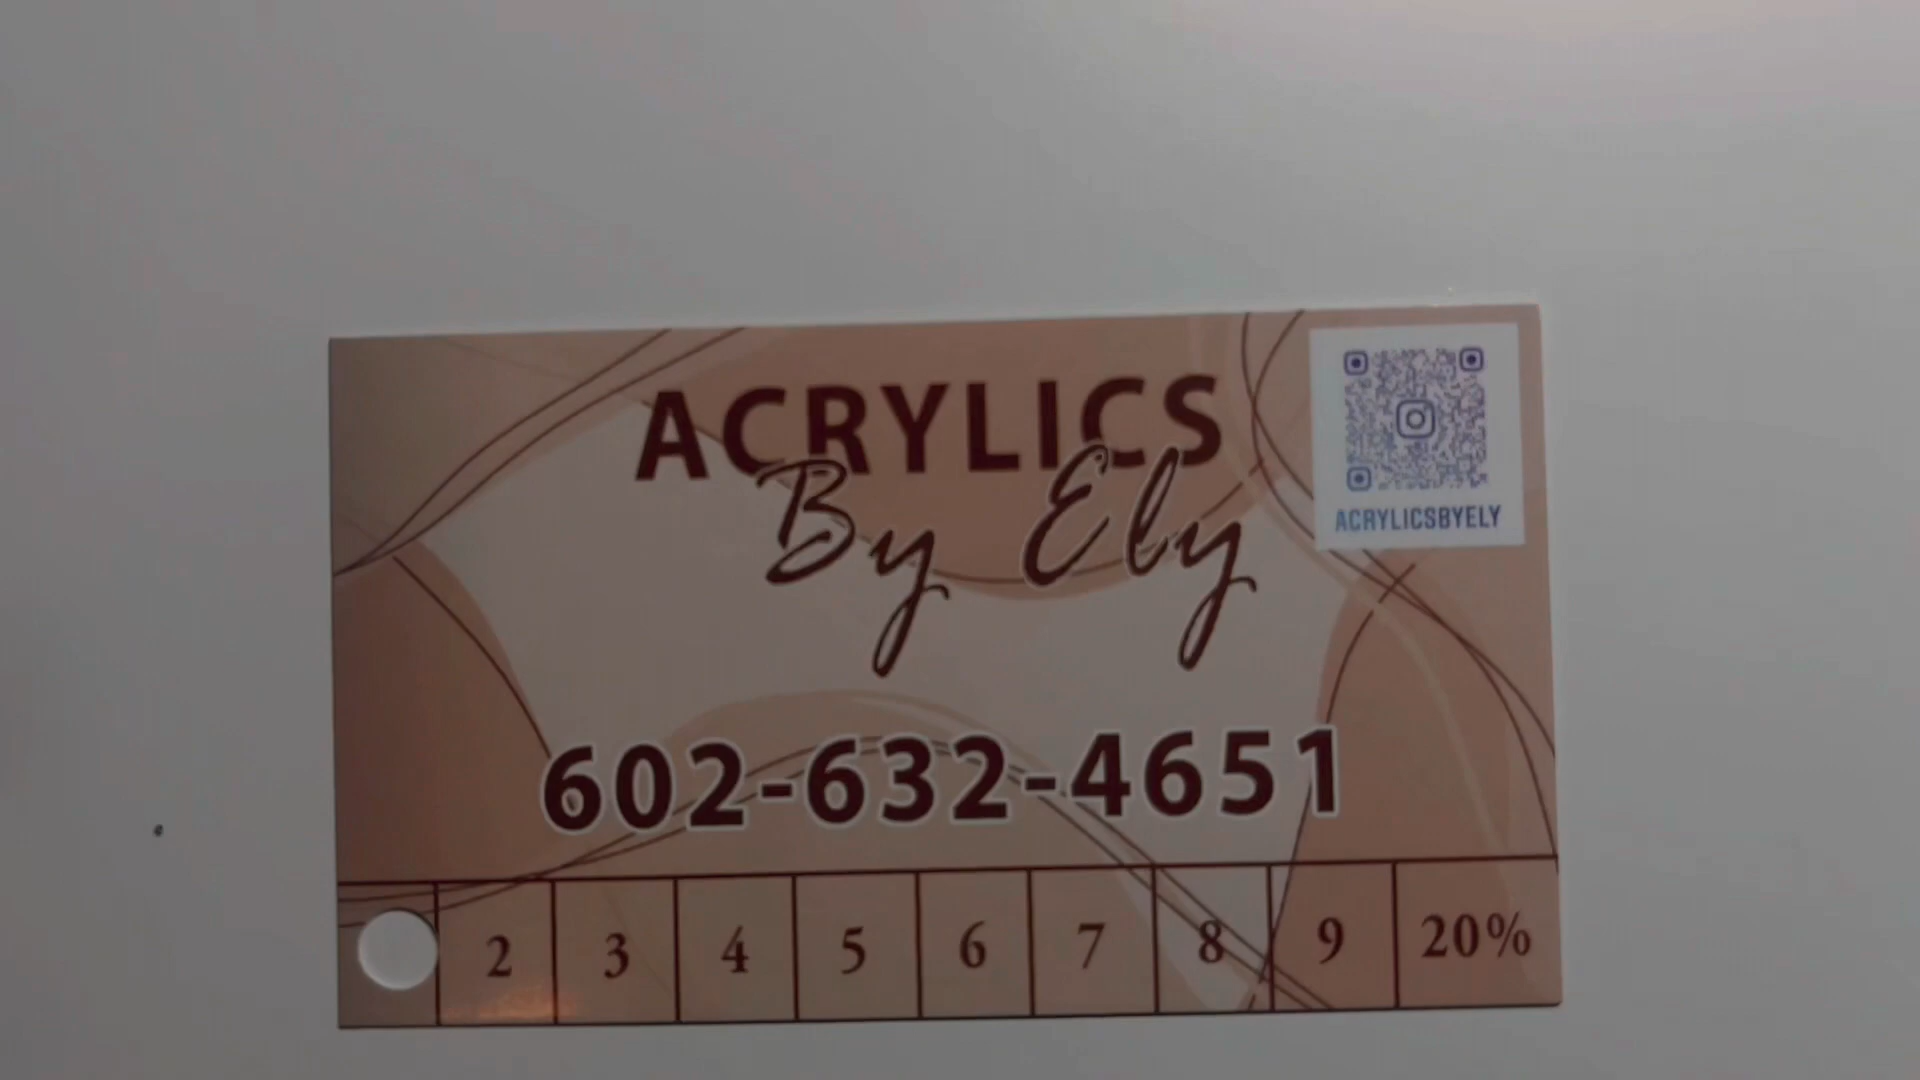 ACRYLICS
By Ely
ACRYLICSBYELY
602-632-4651
2 3 4 5 6 7 8 9 20%